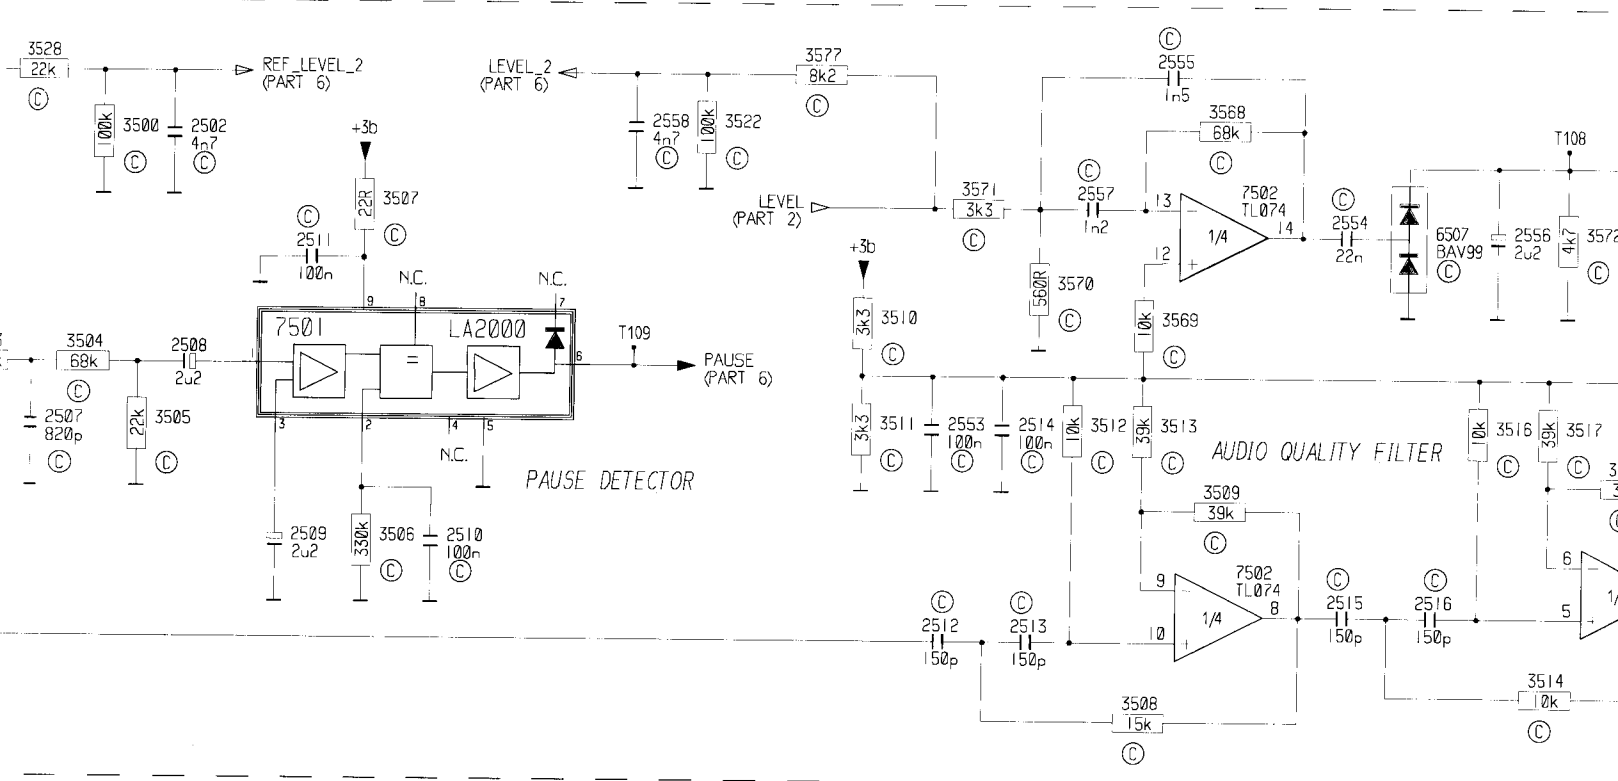 3528
22k
C
3500
100k
C
2502
4n7
C
REF_LEVEL_2
(PART 6)
LEVEL_2
(PART 6)
2558
4n7
C
3522
100k
C
3577
8k2
C
LEVEL
(PART 2)
3571
3k3
C
C
2555
1n5
3568
68k
C
C
2557
1n2
3570
560R
C
13
12
14
7502
TL074
1/4
3569
10k
C
C
2554
22n
6507
BAV99
C
2556
2u2
T108
4k7
3572
C
+3b
3507
22R
C
C
2511
100n
N.C.
N.C.
9
8
7
7501
LA2000
=
1
6
3
2
4
5
N.C.
T109
PAUSE
(PART 6)
3504
68k
C
2508
2u2
2507
820p
C
3505
22k
C
2509
2u2
3506
330k
C
2510
100n
C
PAUSE DETECTOR
+3b
3510
3k3
C
3511
3k3
C
2553
100n
C
2514
100n
C
3512
10k
C
3513
39k
C
AUDIO QUALITY FILTER
3516
10k
C
3517
39k
C
3509
39k
C
9
10
8
7502
TL074
1/4
C
2512
150p
C
2513
150p
3508
15k
C
C
2515
150p
C
2516
150p
6
5
3514
10k
C